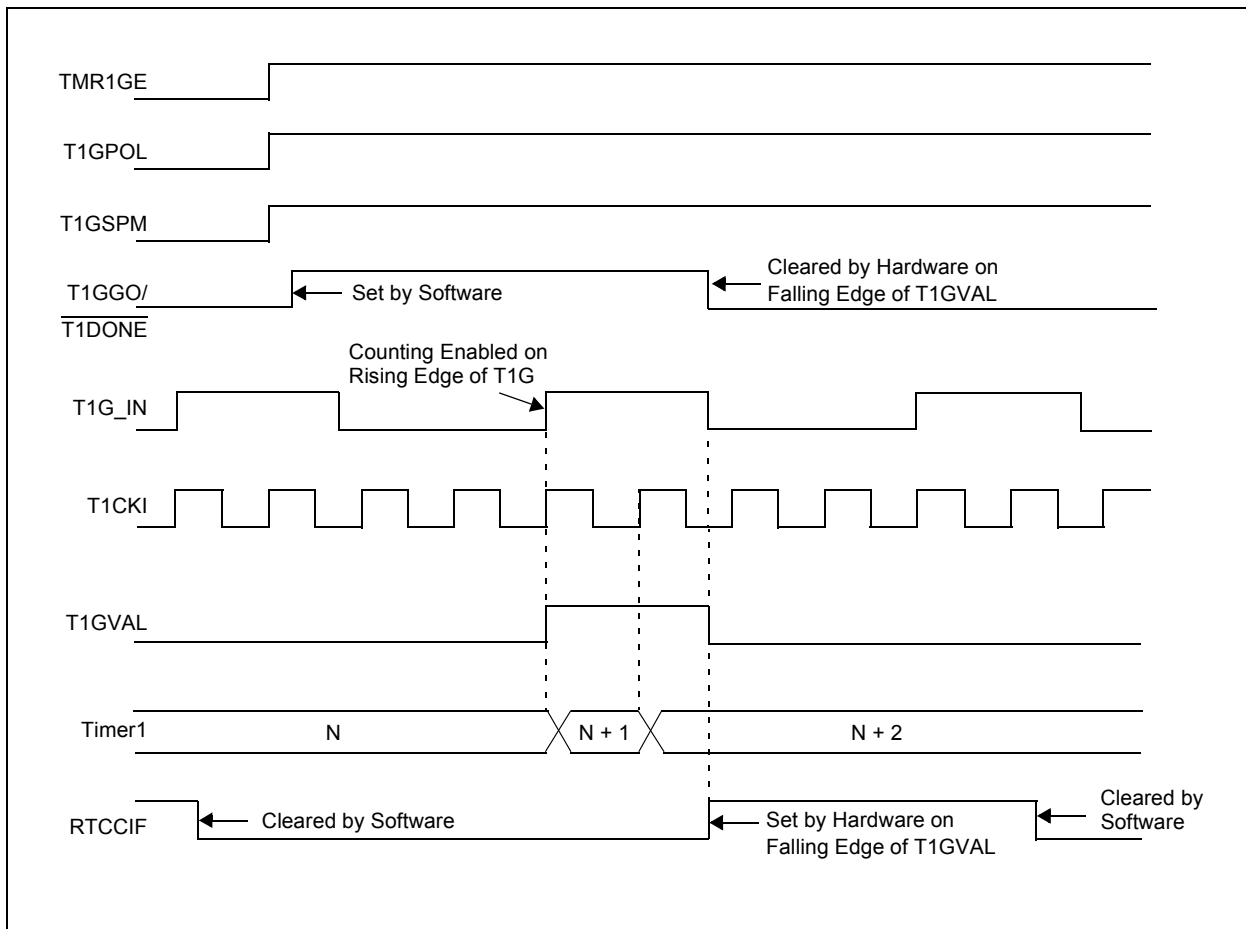 TMR1GE
T1GPOL
T1GSPM
T1GGO/
T1DONE
Set by Software
Cleared by Hardware on
Falling Edge of T1GVAL
Counting Enabled on
Rising Edge of T1G
T1G_IN
T1CKI
T1GVAL
Timer1
N
N + 1
N + 2
RTCCIF
Cleared by Software
Set by Hardware on
Falling Edge of T1GVAL
Cleared by
Software